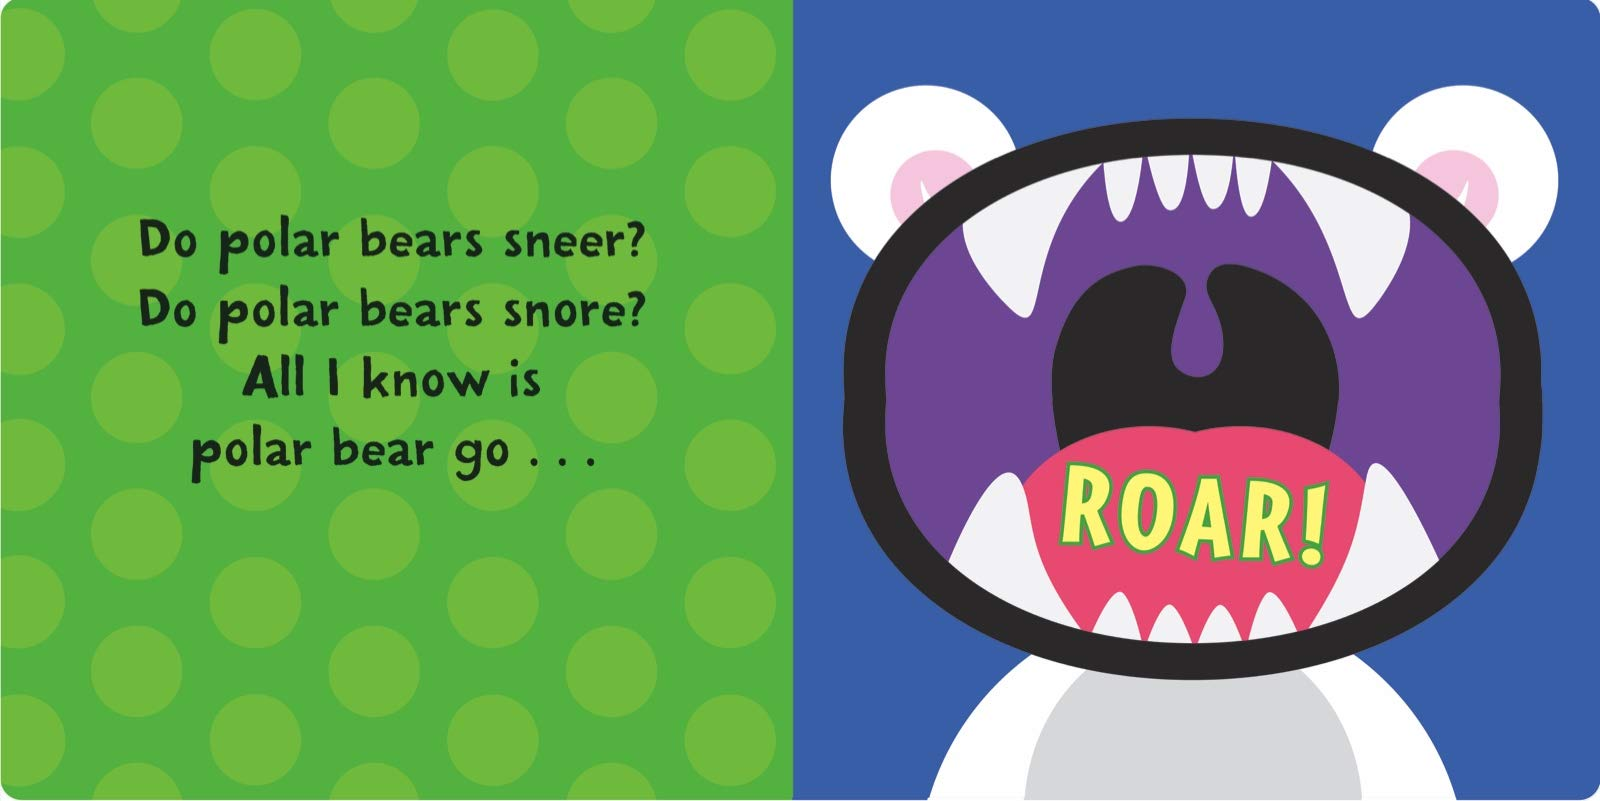 Do polar bears sneer?
Do polar bears snore?
All I know is
polar bear go . . .
ROAR!